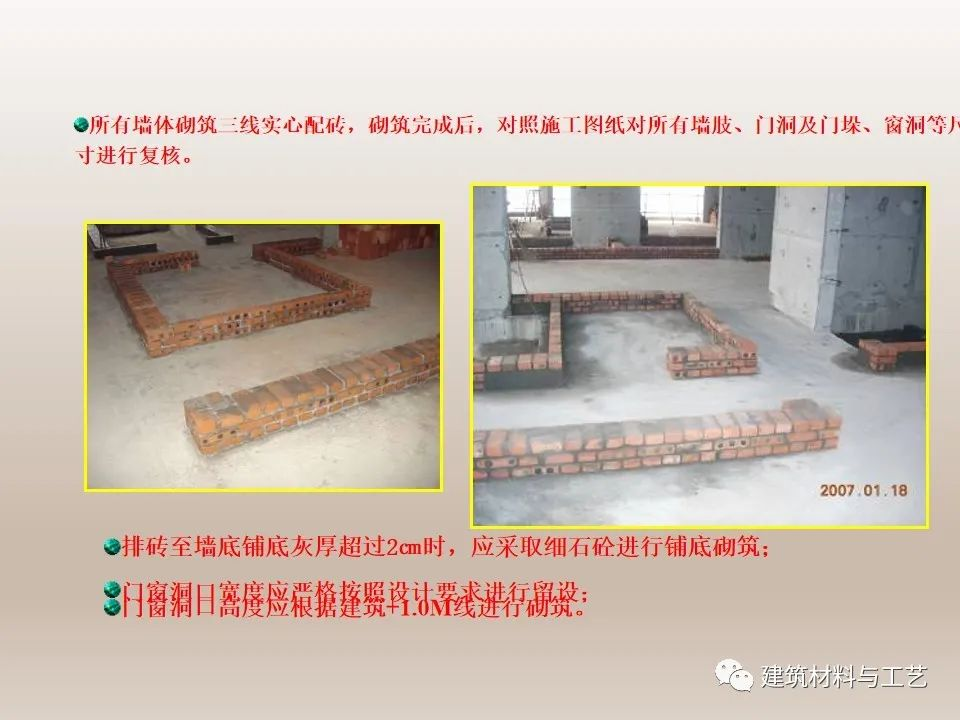 所有墙体砌筑三线实心配砖，砌筑完成后，对照施工图纸对所有墙肢、门洞及门垛、窗洞等尺
寸进行复核。
2007.01.18
排砖至墙底铺底灰厚超过2cm时，应采取细石砼进行铺底砌筑；
门窗洞口宽度应严格按照设计要求进行留设；
门窗洞口高度应根据建筑+1.0M线进行砌筑。
建筑材料与工艺